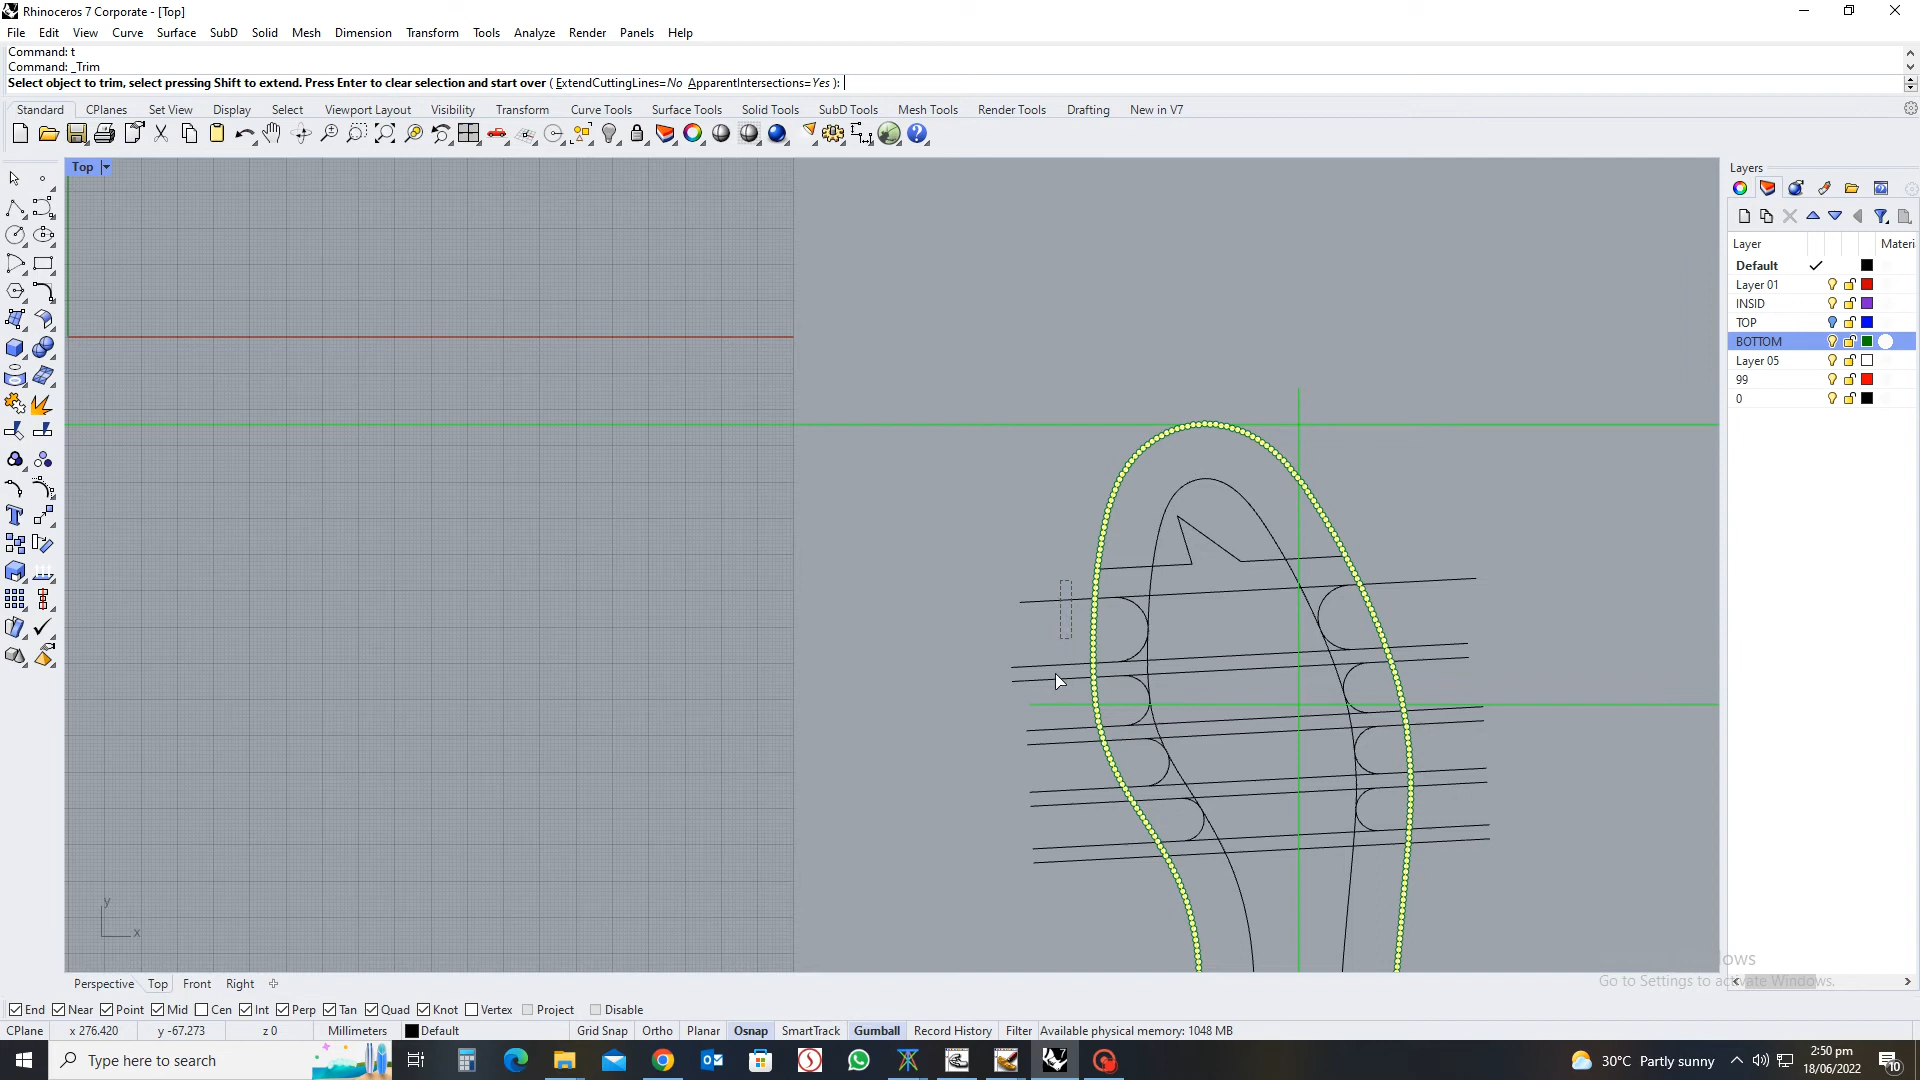 Rhinoceros 7 Corporate - [Top]
File Edit View Curve Surface SubD Solid Mesh Dimension Transform Tools Analyze Render Panels Help
Command: t
Command: _Trim
Select object to trim, select pressing Shift to extend. Press Enter to clear selection and start over ( ExtendCuttingLines=No ApparentIntersections=Yes ):
Standard CPlanes Set View Display Select Viewport Layout Visibility Transform Curve Tools Surface Tools Solid Tools SubD Tools Mesh Tools Render Tools Drafting New in V7
Top
Layers
Layer Materi
Default
Layer 01
INSID
TOP
BOTTOM
Layer 05
99
0
y
x
Go to Settings to activate Windows.
Perspective Top Front Right
End Near Point Mid Cen Int Perp Tan Quad Knot Vertex Project Disable
CPlane x 276.420 y -67.273 z 0 Millimeters Default Grid Snap Ortho Planar Osnap SmartTrack Gumball Record History Filter Available physical memory: 1048 MB
Type here to search
30°C Partly sunny
2:50 pm
18/06/2022
10